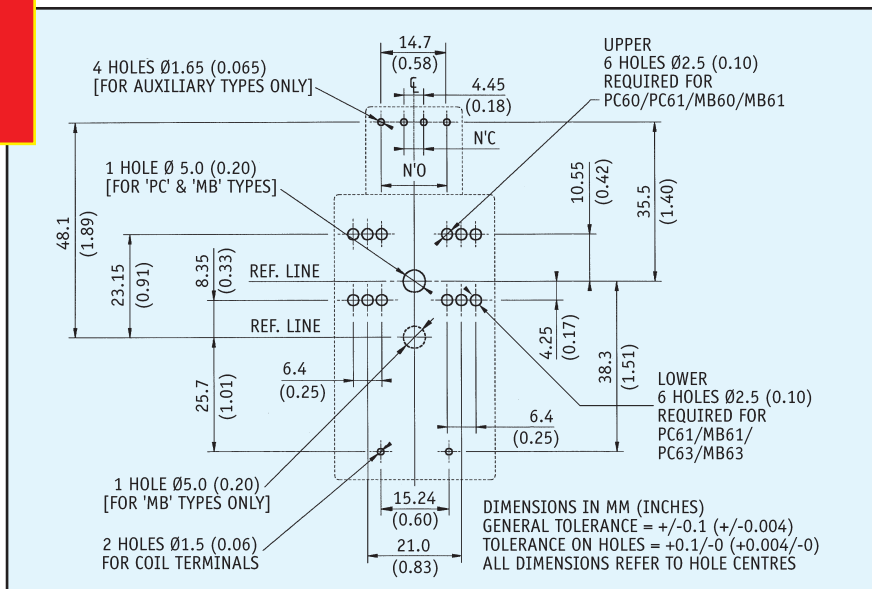 14.7
(0.58)
℄
4.45
(0.18)
4 HOLES Ø1.65 (0.065)
[FOR AUXILIARY TYPES ONLY]
UPPER
6 HOLES Ø2.5 (0.10)
REQUIRED FOR
PC60/PC61/MB60/MB61
N'C
N'O
1 HOLE Ø 5.0 (0.20)
[FOR 'PC' & 'MB' TYPES]
10.55
(0.42)
35.5
(1.40)
48.1
(1.89)
23.15
(0.91)
8.35
(0.33)
REF. LINE
REF. LINE
4.25
(0.17)
38.3
(1.51)
25.7
(1.01)
6.4
(0.25)
6.4
(0.25)
LOWER
6 HOLES Ø2.5 (0.10)
REQUIRED FOR
PC61/MB61/
PC63/MB63
1 HOLE Ø5.0 (0.20)
[FOR 'MB' TYPES ONLY]
15.24
(0.60)
2 HOLES Ø1.5 (0.06)
FOR COIL TERMINALS
21.0
(0.83)
DIMENSIONS IN MM (INCHES)
GENERAL TOLERANCE = +/-0.1 (+/-0.004)
TOLERANCE ON HOLES = +0.1/-0 (+0.004/-0)
ALL DIMENSIONS REFER TO HOLE CENTRES